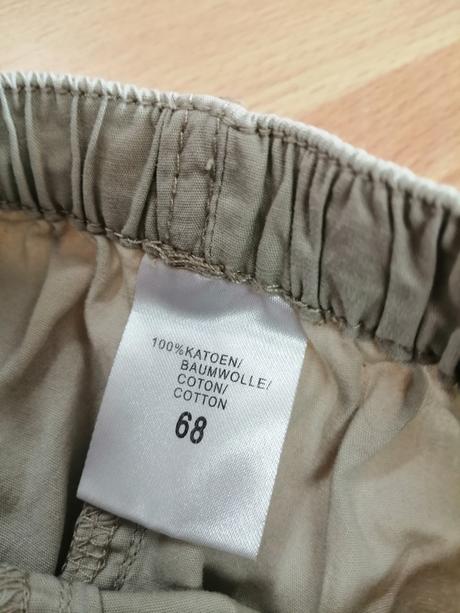 100%KATOEN/
BAUMWOLLE/
COTON/
COTTON
68